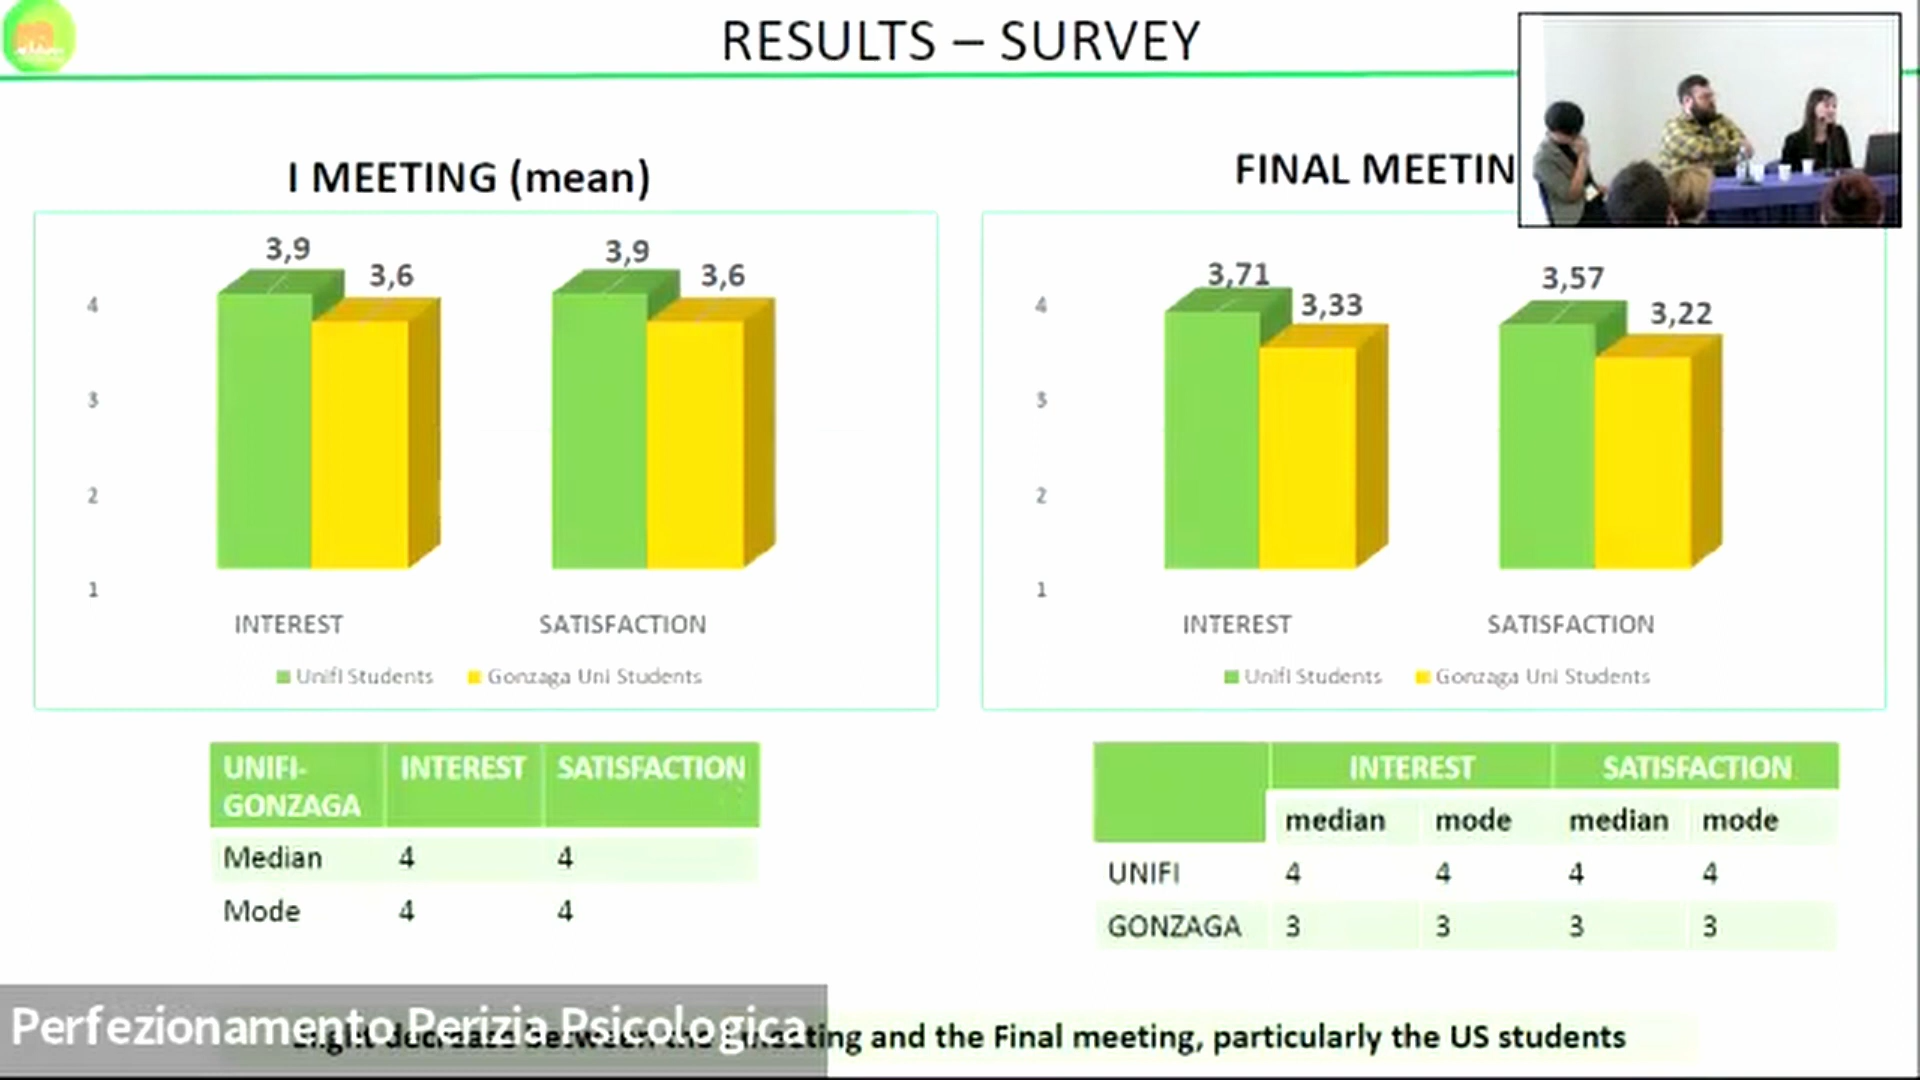 RESULTS – SURVEY
I MEETING (mean)
3,9
3,6
3,9
3,6
4
3
2
1
INTEREST
SATISFACTION
Unifi Students
Gonzaga Uni Students
FINAL MEETIN
3,71
3,33
3,57
3,22
4
3
2
1
INTEREST
SATISFACTION
Unifi Students
Gonzaga Uni Students
UNIFI-
GONZAGA INTEREST SATISFACTION
Median 4 4
Mode 4 4
INTEREST SATISFACTION
median mode median mode
UNIFI 4 4 4 4
GONZAGA 3 3 3 3
Perfezionamento Perizia Psicologica
decrease between the meeting and the Final meeting, particularly the US students